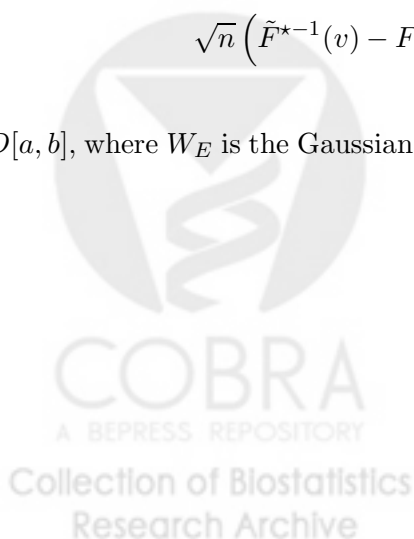 √n ( F̃⋆−1(v) − F
D[a, b], where W_E is the Gaussian
COBRA
A BEPRESS REPOSITORY
Collection of Biostatistics
Research Archive